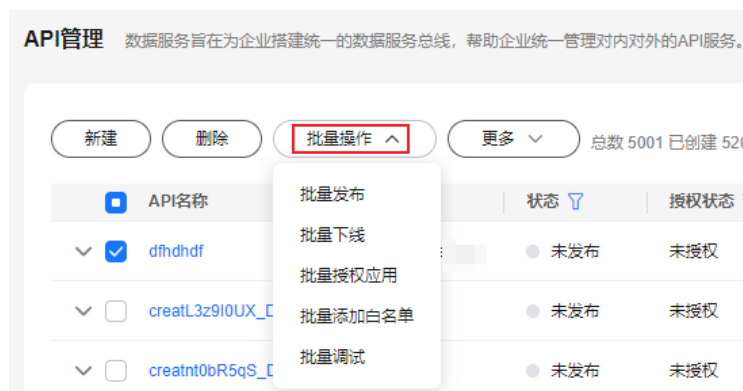 API管理 数据服务旨在为企业搭建统一的数据服务总线，帮助企业统一管理对内对外的API服务。
新建 删除 批量操作 更多 总数 5001 已创建
API名称 状态 授权状态
批量发布
批量下线
批量授权应用
批量添加白名单
批量调试
dfhdhdf 未发布 未授权
creatL3z9I0UX_D 未发布 未授权
creatnt0bR5qS_D 未发布 未授权